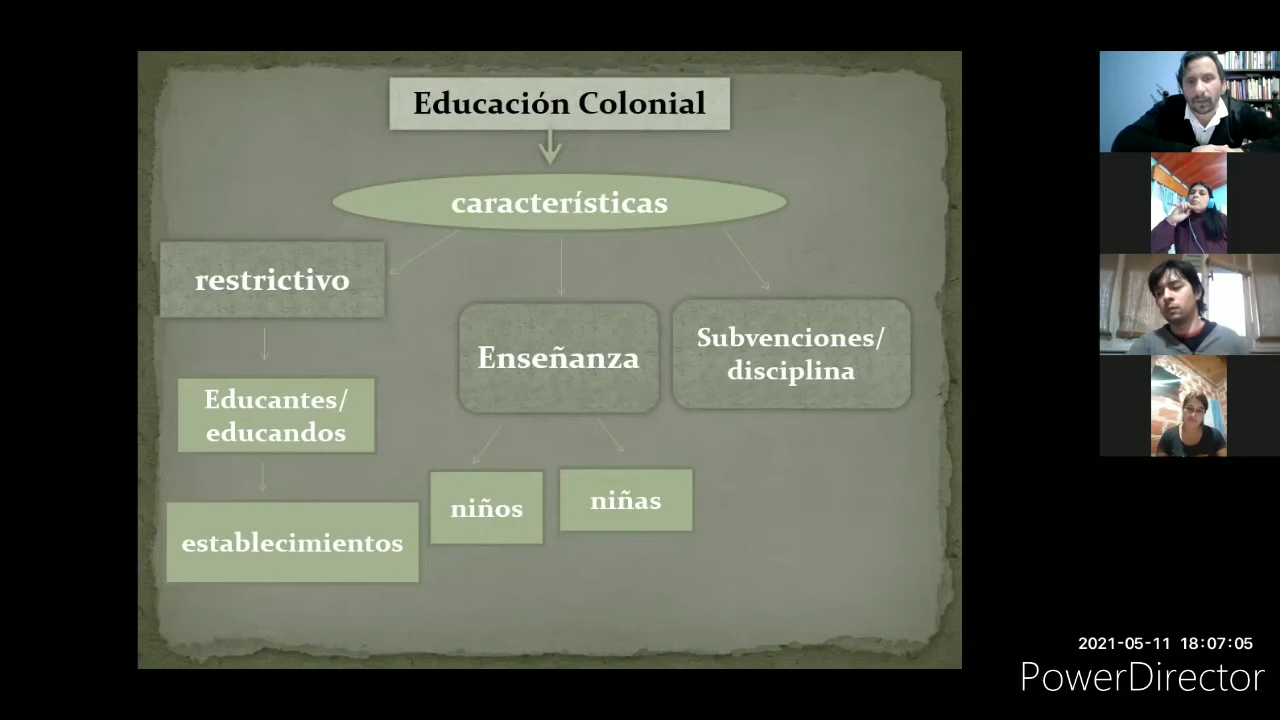 Educación Colonial
características
restrictivo
Enseñanza
Subvenciones/
disciplina
Educantes/
educandos
niños
niñas
establecimientos
2021-05-11 18:07:05
PowerDirector